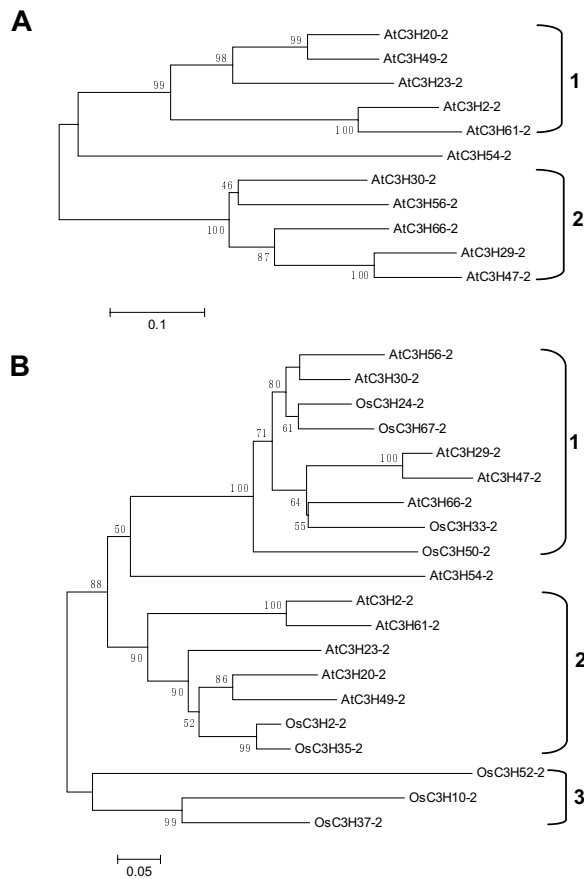 A
99
AtC3H20-2
98
AtC3H49-2
99
AtC3H23-2
1
AtC3H2-2
100
AtC3H61-2
AtC3H54-2
46
AtC3H30-2
AtC3H56-2
100
AtC3H66-2
2
87
AtC3H29-2
100
AtC3H47-2
0.1
B
AtC3H56-2
80
AtC3H30-2
OsC3H24-2
61
OsC3H67-2
71
1
100
AtC3H29-2
AtC3H47-2
100
64
AtC3H66-2
55
OsC3H33-2
50
OsC3H50-2
AtC3H54-2
88
100
AtC3H2-2
AtC3H61-2
90
AtC3H23-2
2
90
86
AtC3H20-2
AtC3H49-2
52
OsC3H2-2
99
OsC3H35-2
OsC3H52-2
OsC3H10-2
3
99
OsC3H37-2
0.05